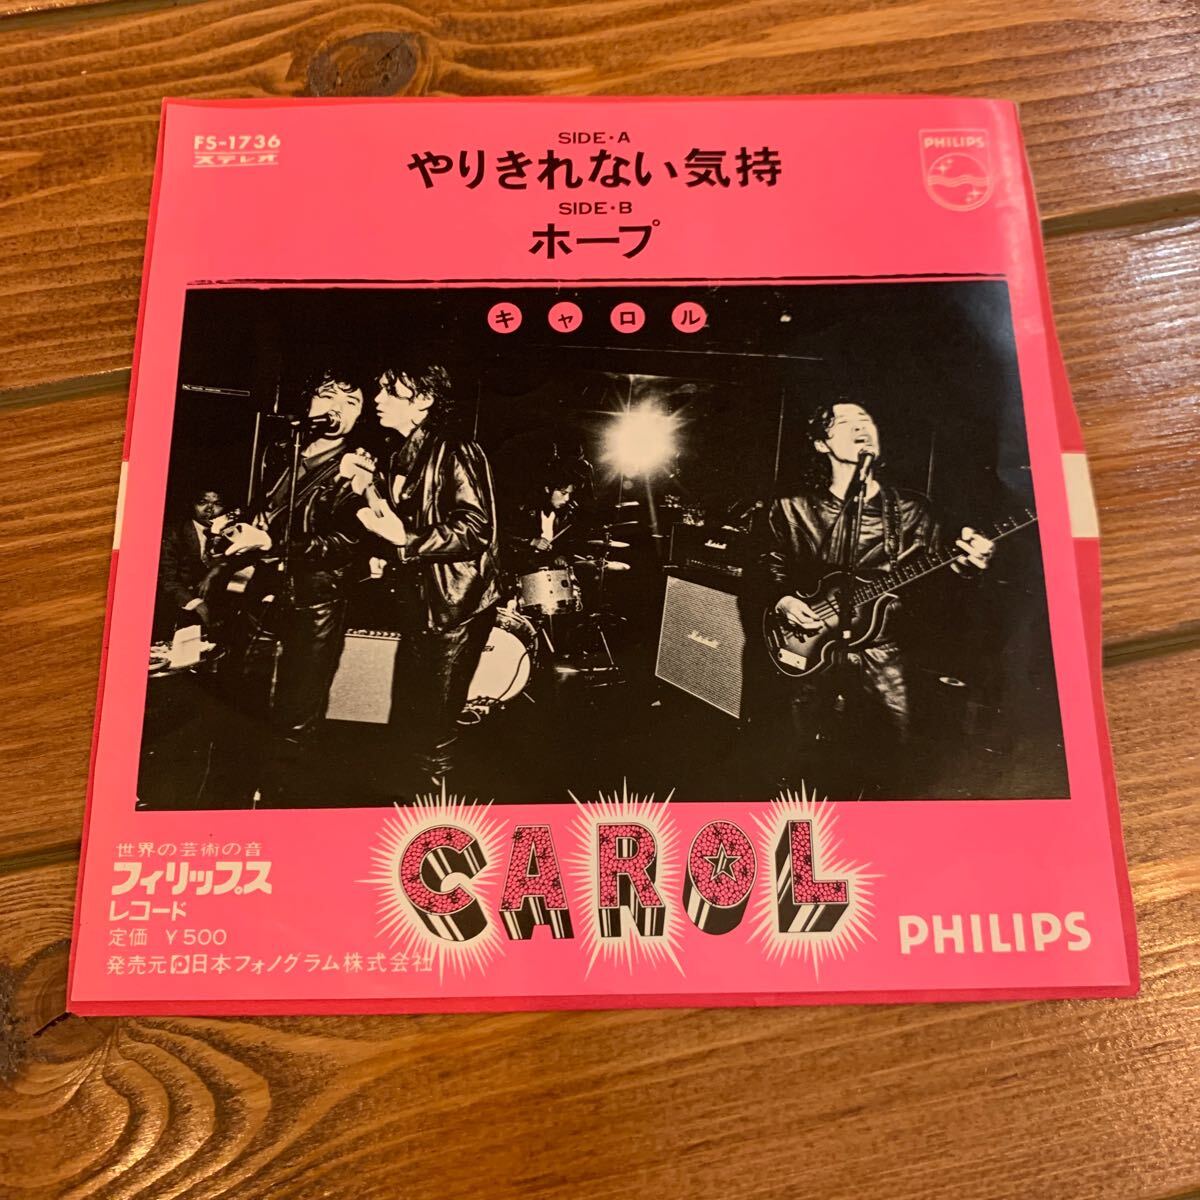 FS-1736
ステレオ
SIDE・A
やりきれない気持
SIDE・B
ホープ
PHILIPS
キャロル
Marshall
Marshall
CAROL
世界の芸術の音
フィリップス
レコード
定価 ¥500
発売元 日本フォノグラム株式会社
PHILIPS